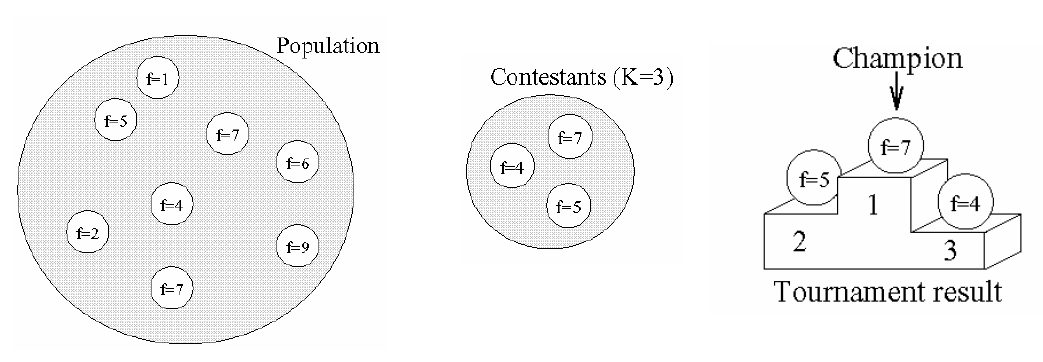 Population
f=1
f=5
f=7
f=6
f=4
f=2
f=9
f=7
Contestants (K=3)
f=7
f=4
f=5
Champion
f=7
f=5
f=4
1
2
3
Tournament result